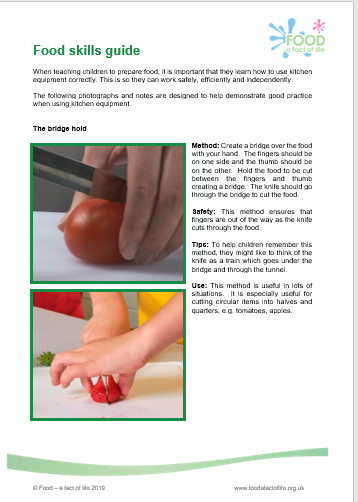 FOOD
a fact of life
Food skills guide
When teaching children to prepare food, it is important that they learn how to use kitchen
equipment correctly. This is so they can work safely, efficiently and independently.
The following photographs and notes are designed to help demonstrate good practice
when using kitchen equipment.
The bridge hold
Method: Create a bridge over the food
with your hand. The fingers should be
on one side and the thumb should be
on the other. Hold the food to be cut
between the fingers and thumb
creating a bridge. The knife should go
through the bridge to cut the food.
Safety: This method ensures that
fingers are out of the way as the knife
cuts through the food.
Tips: To help children remember this
method, they might like to think of the
knife as a train which goes under the
bridge and through the tunnel.
Use: This method is useful in lots of
situations. It is especially useful for
cutting circular items into halves and
quarters, e.g. tomatoes, apples.
© Food – a fact of life 2019
www.foodafactoflife.org.uk